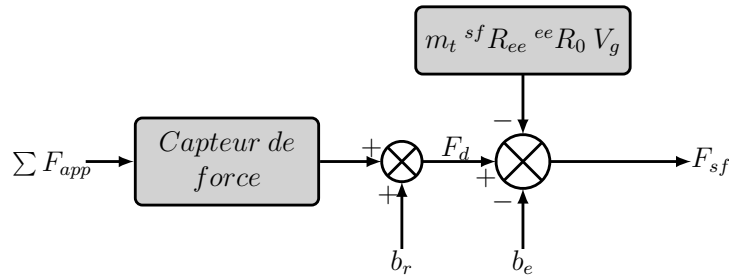 m_t ^{sf}R_{ee} ^{ee}R_0 V_g
∑ F_{app}
Capteur de
force
+
+
F_d
−
+
−
F_{sf}
b_r
b_e